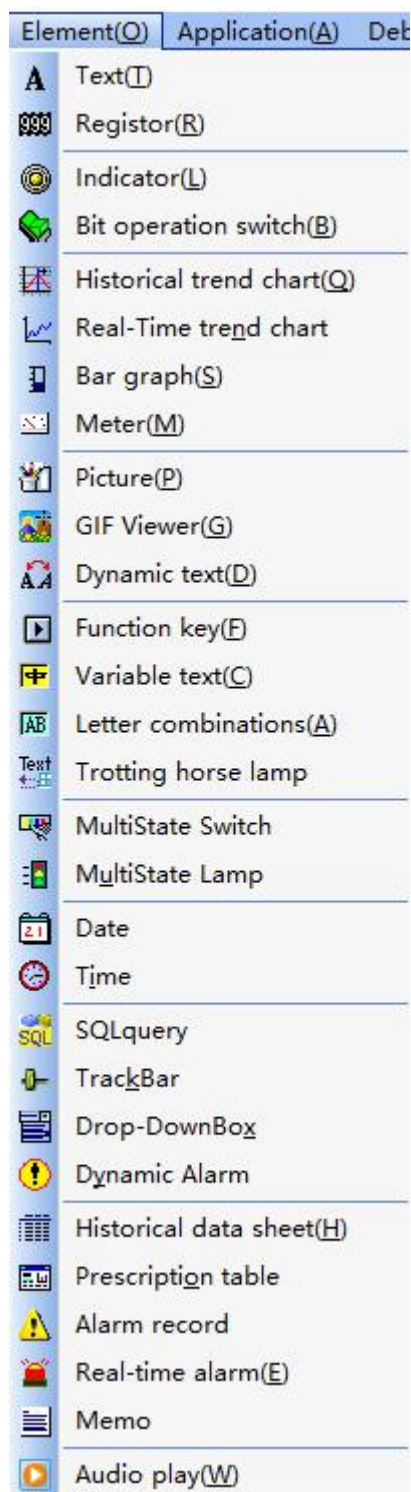 Element(O) Application(A) Deb
Text(T)
Registor(R)
Indicator(L)
Bit operation switch(B)
Historical trend chart(Q)
Real-Time trend chart
Bar graph(S)
Meter(M)
Picture(P)
GIF Viewer(G)
Dynamic text(D)
Function key(F)
Variable text(C)
Letter combinations(A)
Trotting horse lamp
MultiState Switch
MultiState Lamp
Date
Time
SQLquery
TrackBar
Drop-DownBox
Dynamic Alarm
Historical data sheet(H)
Prescription table
Alarm record
Real-time alarm(E)
Memo
Audio play(W)